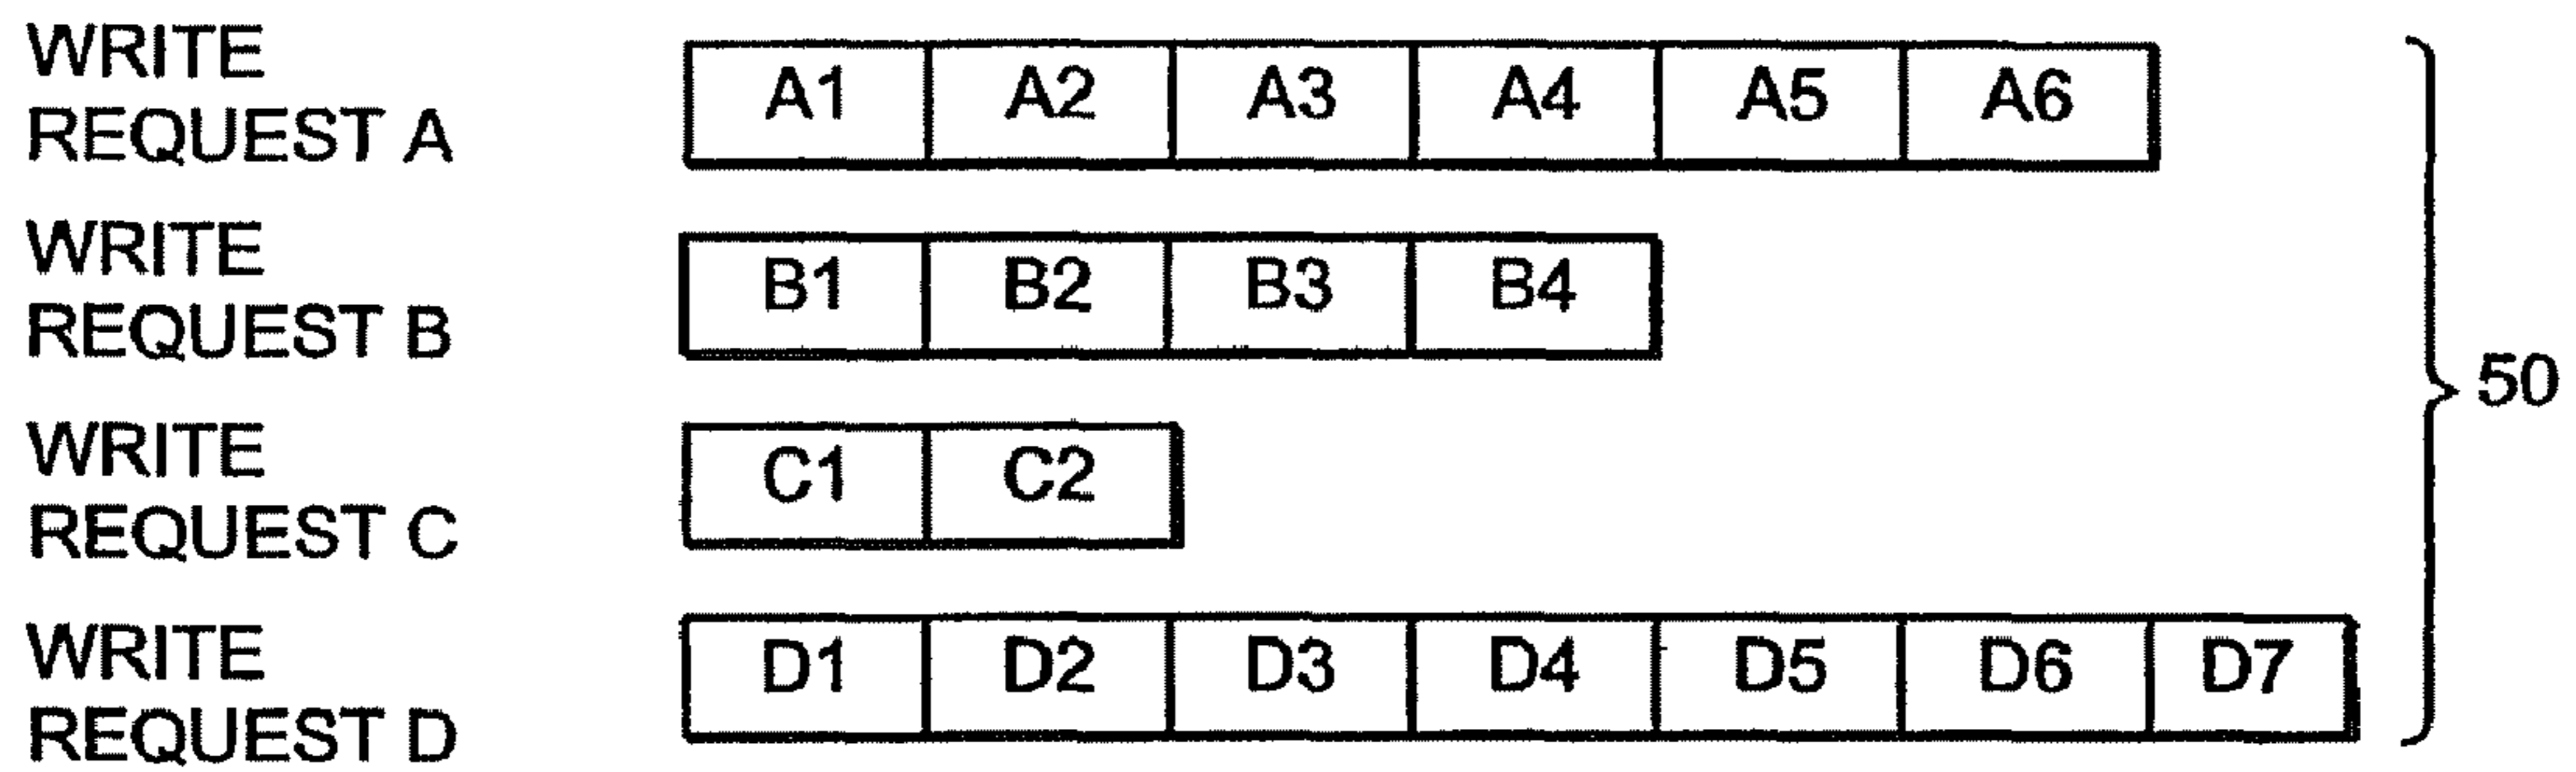 WRITE
REQUEST A
A1 A2 A3 A4 A5 A6
WRITE
REQUEST B
B1 B2 B3 B4
50
WRITE
REQUEST C
C1 C2
WRITE
REQUEST D
D1 D2 D3 D4 D5 D6 D7